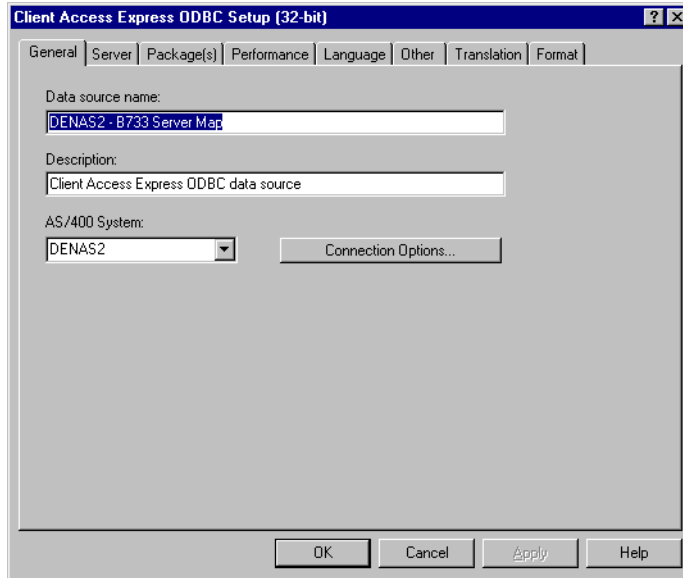 Client Access Express ODBC Setup (32-bit)
General Server Package(s) Performance Language Other Translation Format
Data source name:
DENAS2 - B733 Server Map
Description:
Client Access Express ODBC data source
AS/400 System:
DENAS2 Connection Options...
OK Cancel Apply Help